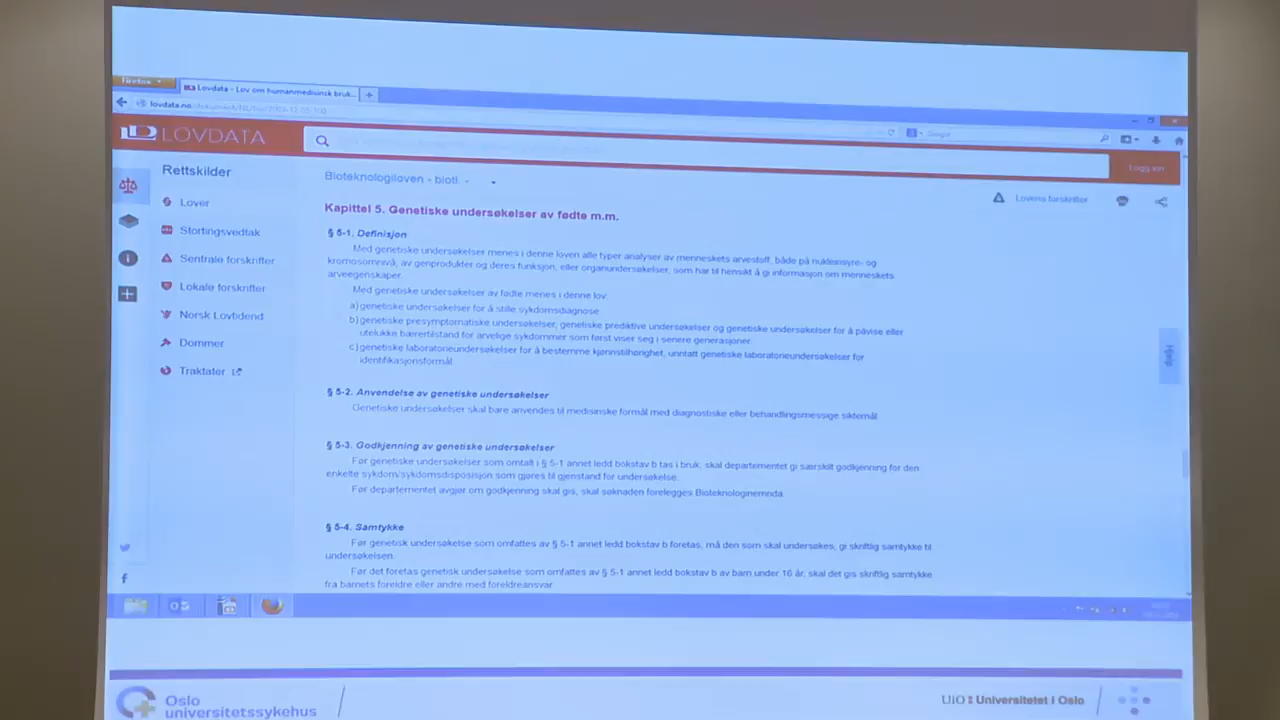 Firefox
Lovdata - Lov om humanmedisinsk bruk...
lovdata.no/dokument/NL/lov/2003-12-05-100
Google
LOVDATA
Logg inn
Rettskilder
Lover
Stortingsvedtak
Sentrale forskrifter
Lokale forskrifter
Norsk Lovtidend
Dommer
Traktater
Bioteknologiloven - biotl. -
Lovens forskrifter
Kapittel 5. Genetiske undersøkelser av fødte m.m.
§ 5-1. Definisjon
Med genetiske undersøkelser menes i denne loven alle typer analyser av menneskets arvestoff, både på nukleinsyre- og
kromosomnivå, av genprodukter og deres funksjon, eller organundersøkelser, som har til hensikt å gi informasjon om menneskets
arveegenskaper.
Med genetiske undersøkelser av fødte menes i denne lov:
a) genetiske undersøkelser for å stille sykdomsdiagnose
b) genetiske presymptomatiske undersøkelser, genetiske prediktive undersøkelser og genetiske undersøkelser for å påvise eller
utelukke bærertilstand for arvelige sykdommer som først viser seg i senere generasjoner.
c) genetiske laboratorieundersøkelser for å bestemme kjønnstilhørighet, unntatt genetiske laboratorieundersøkelser for
identifikasjonsformål.
§ 5-2. Anvendelse av genetiske undersøkelser
Genetiske undersøkelser skal bare anvendes til medisinske formål med diagnostiske eller behandlingsmessige siktemål.
§ 5-3. Godkjenning av genetiske undersøkelser
Før genetiske undersøkelser som omtalt i § 5-1 annet ledd bokstav b tas i bruk, skal departementet gi særskilt godkjenning for den
enkelte sykdom/sykdomsdisposisjon som gjøres til gjenstand for undersøkelse.
Før departementet avgjør om godkjenning skal gis, skal søknaden forelegges Bioteknologinemnda.
§ 5-4. Samtykke
Før genetisk undersøkelse som omfattes av § 5-1 annet ledd bokstav b foretas, må den som skal undersøkes, gi skriftlig samtykke til
undersøkelsen.
Før det foretas genetisk undersøkelse som omfattes av § 5-1 annet ledd bokstav b av barn under 16 år, skal det gis skriftlig samtykke
fra barnets foreldre eller andre med foreldreansvar.
Hjelp
Oslo
universitetssykehus
UiO Universitetet i Oslo